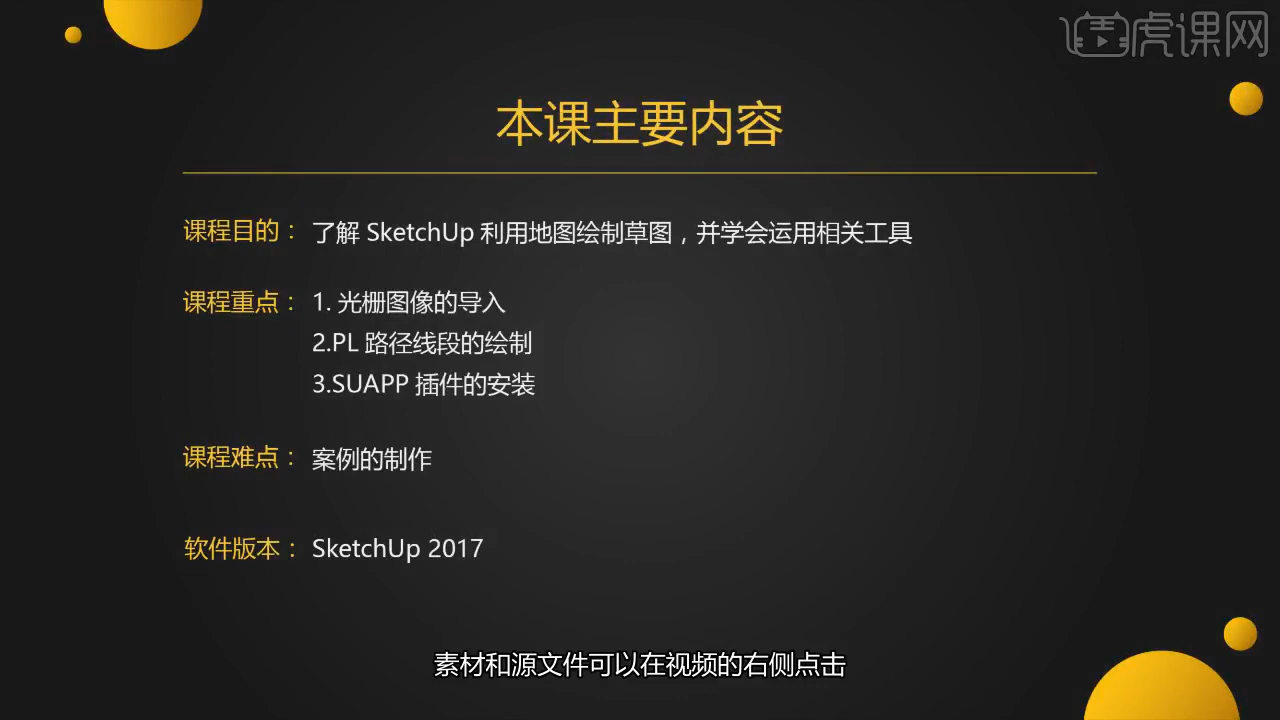 虎课网
本课主要内容
课程目的： 了解 SketchUp 利用地图绘制草图，并学会运用相关工具
课程重点： 1. 光栅图像的导入
2.PL 路径线段的绘制
3.SUAPP 插件的安装
课程难点： 案例的制作
软件版本： SketchUp 2017
素材和源文件可以在视频的右侧点击